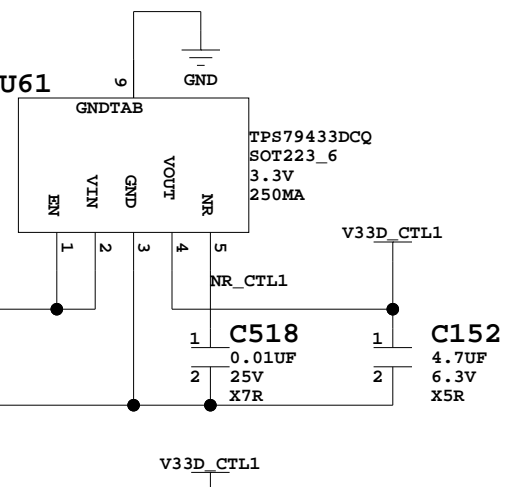 U61
9
GND
GNDTAB
TPS79433DCQ
SOT223_6
3.3V
250MA
EN
VIN
GND
VOUT
NR
1
2
3
4
5
V33D_CTL1
NR_CTL1
1
C518
0.01UF
2
25V
X7R
1
C152
4.7UF
2
6.3V
X5R
V33D_CTL1